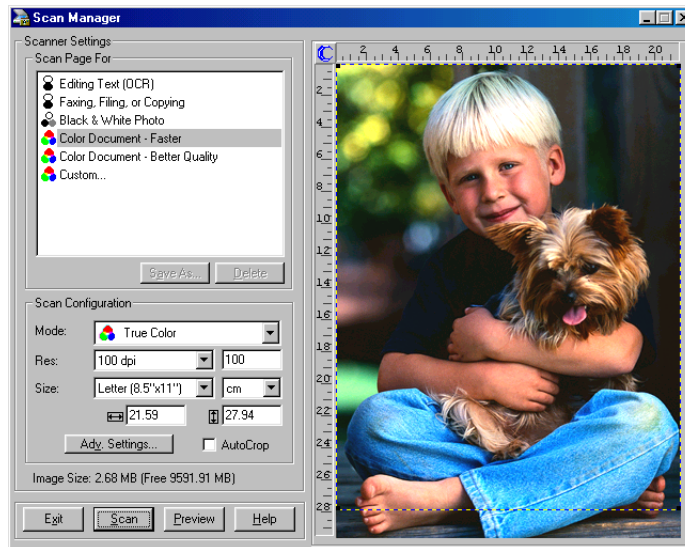 Scan Manager
Scanner Settings
Scan Page For
Editing Text (OCR)
Faxing, Filing, or Copying
Black & White Photo
Color Document - Faster
Color Document - Better Quality
Custom...
Save As... Delete
Scan Configuration
Mode: True Color
Res: 100 dpi 100
Size: Letter (8.5"x11") cm
21.59 27.94
Adv. Settings... AutoCrop
Image Size: 2.68 MB (Free 9591.91 MB)
Exit Scan Preview Help
2 4 6 8 10 12 14 16 18 20
2
4
6
8
10
12
14
16
18
20
22
24
26
28